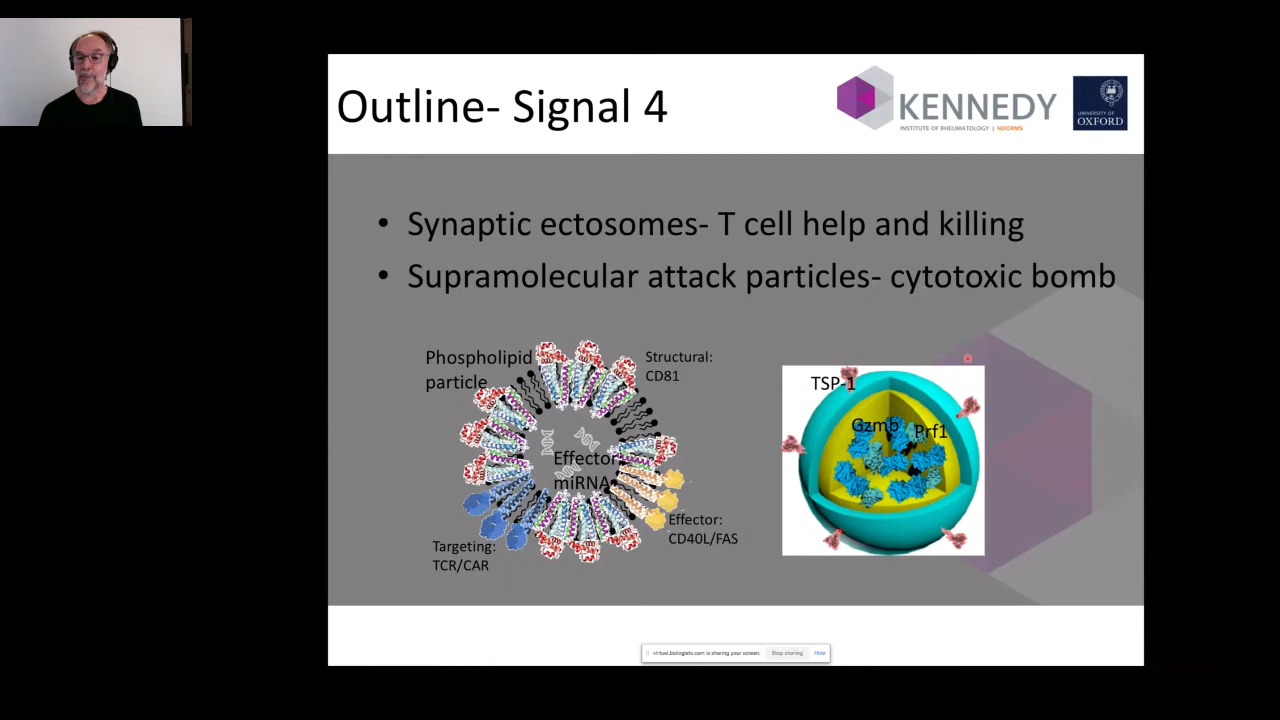 Outline- Signal 4
KENNEDY
INSTITUTE OF RHEUMATOLOGY | NDORMS
UNIVERSITY OF
OXFORD
• Synaptic ectosomes- T cell help and killing
• Supramolecular attack particles- cytotoxic bomb
Phospholipid
particle
Structural:
CD81
Effector
miRNA
Effector:
CD40L/FAS
Targeting:
TCR/CAR
TSP-1
Gzmb
Prf1
virtual.biologists.com is sharing your screen.
Stop sharing
Hide